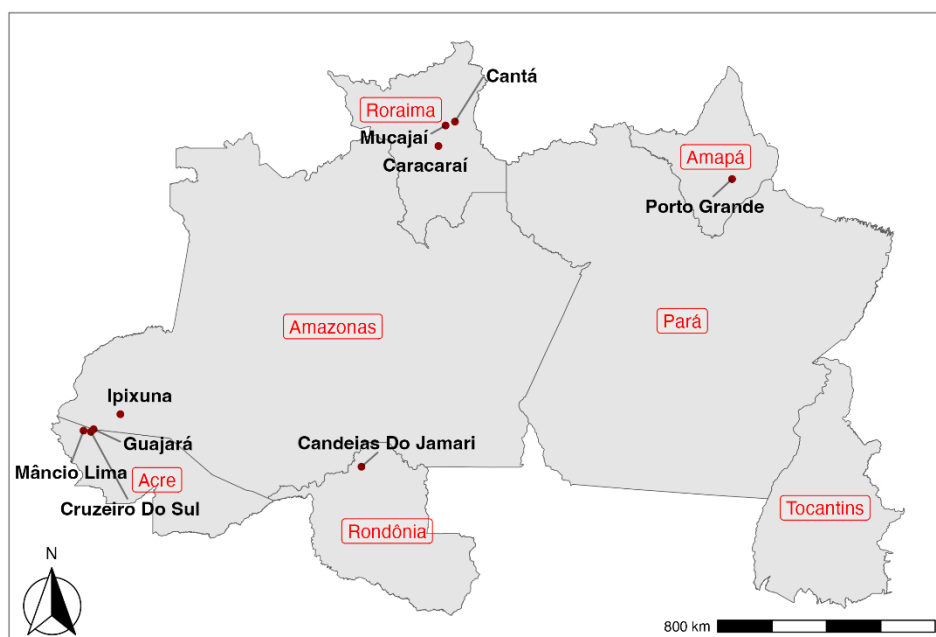 Cantá
Roraima
Mucajaí
Caracaraí
Amapá
Porto Grande
Amazonas
Pará
Ipixuna
Guajará
Candeias Do Jamari
Mâncio Lima
Acre
Cruzeiro Do Sul
Tocantins
Rondônia
N
800 km